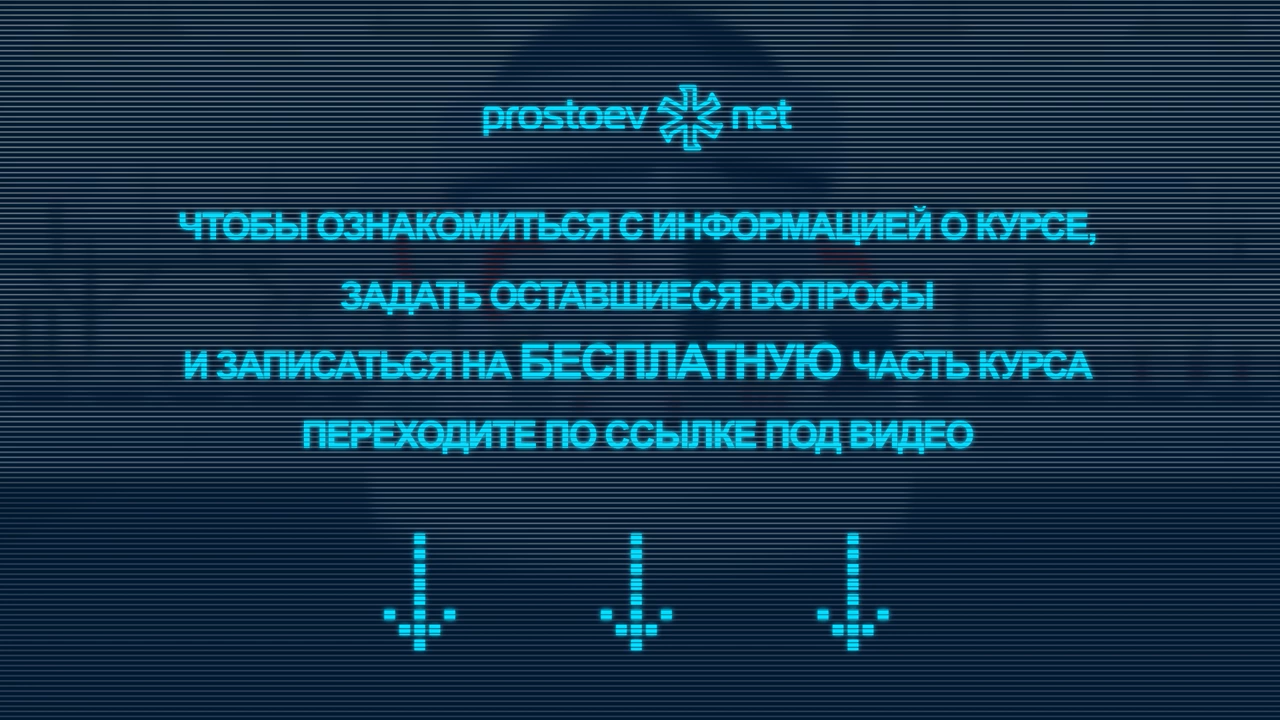 prostoev net
ЧТОБЫ ОЗНАКОМИТЬСЯ С ИНФОРМАЦИЕЙ О КУРСЕ,
ЗАДАТЬ ОСТАВШИЕСЯ ВОПРОСЫ
И ЗАПИСАТЬСЯ НА БЕСПЛАТНУЮ ЧАСТЬ КУРСА
ПЕРЕХОДИТЕ ПО ССЫЛКЕ ПОД ВИДЕО